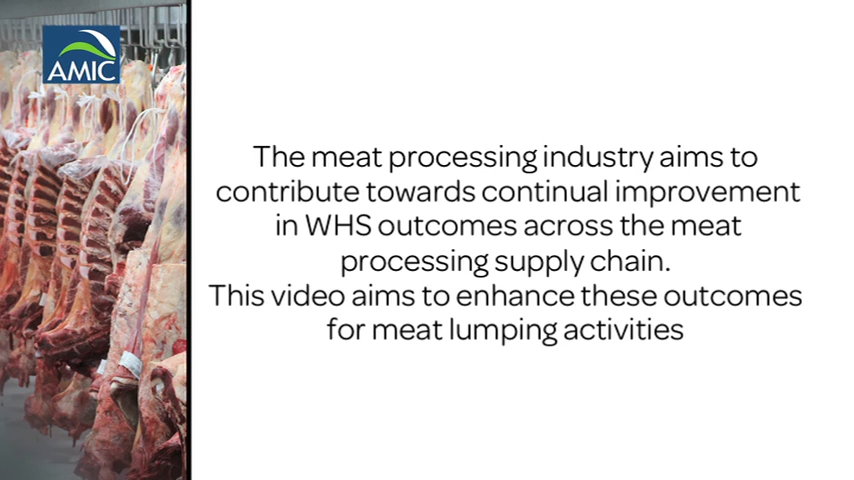 AMIC
The meat processing industry aims to
contribute towards continual improvement
in WHS outcomes across the meat
processing supply chain.
This video aims to enhance these outcomes
for meat lumping activities